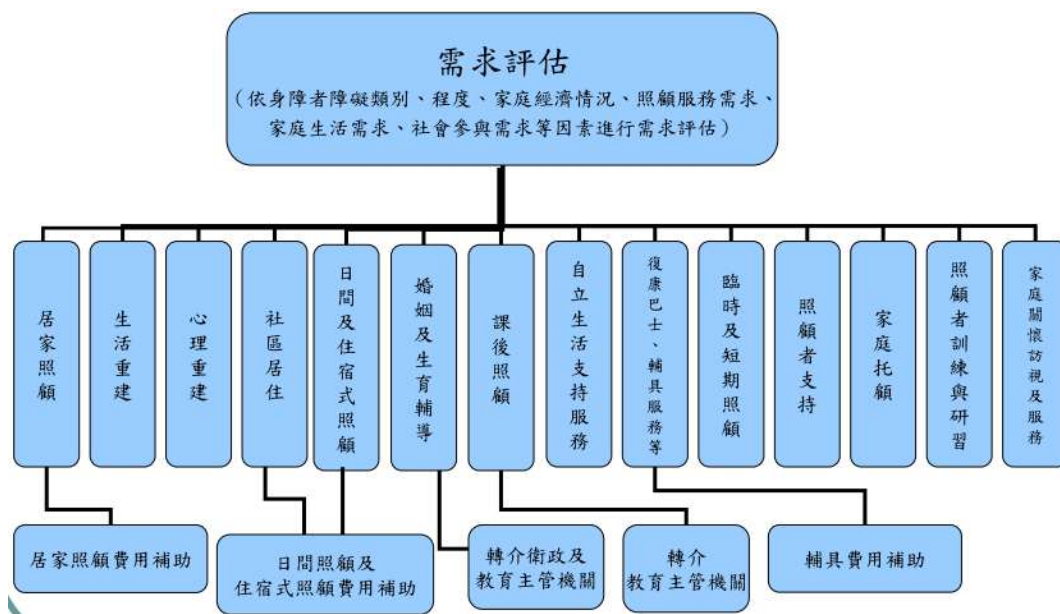 需求評估
(依身障者障礙類別、程度、家庭經濟情況、照顧服務需求、
家庭生活需求、社會參與需求等因素進行需求評估)
居家照顧
生活重建
心理重建
社區居住
日間及住宿式照顧
婚姻及生育輔導
課後照顧
自立生活支持服務
復康巴士、輔具服務等
臨時及短期照顧
照顧者支持
家庭托顧
照顧者訓練與研習
家庭關懷訪視及服務
居家照顧費用補助
日間照顧及
住宿式照顧費用補助
轉介衛政及
教育主管機關
轉介
教育主管機關
輔具費用補助